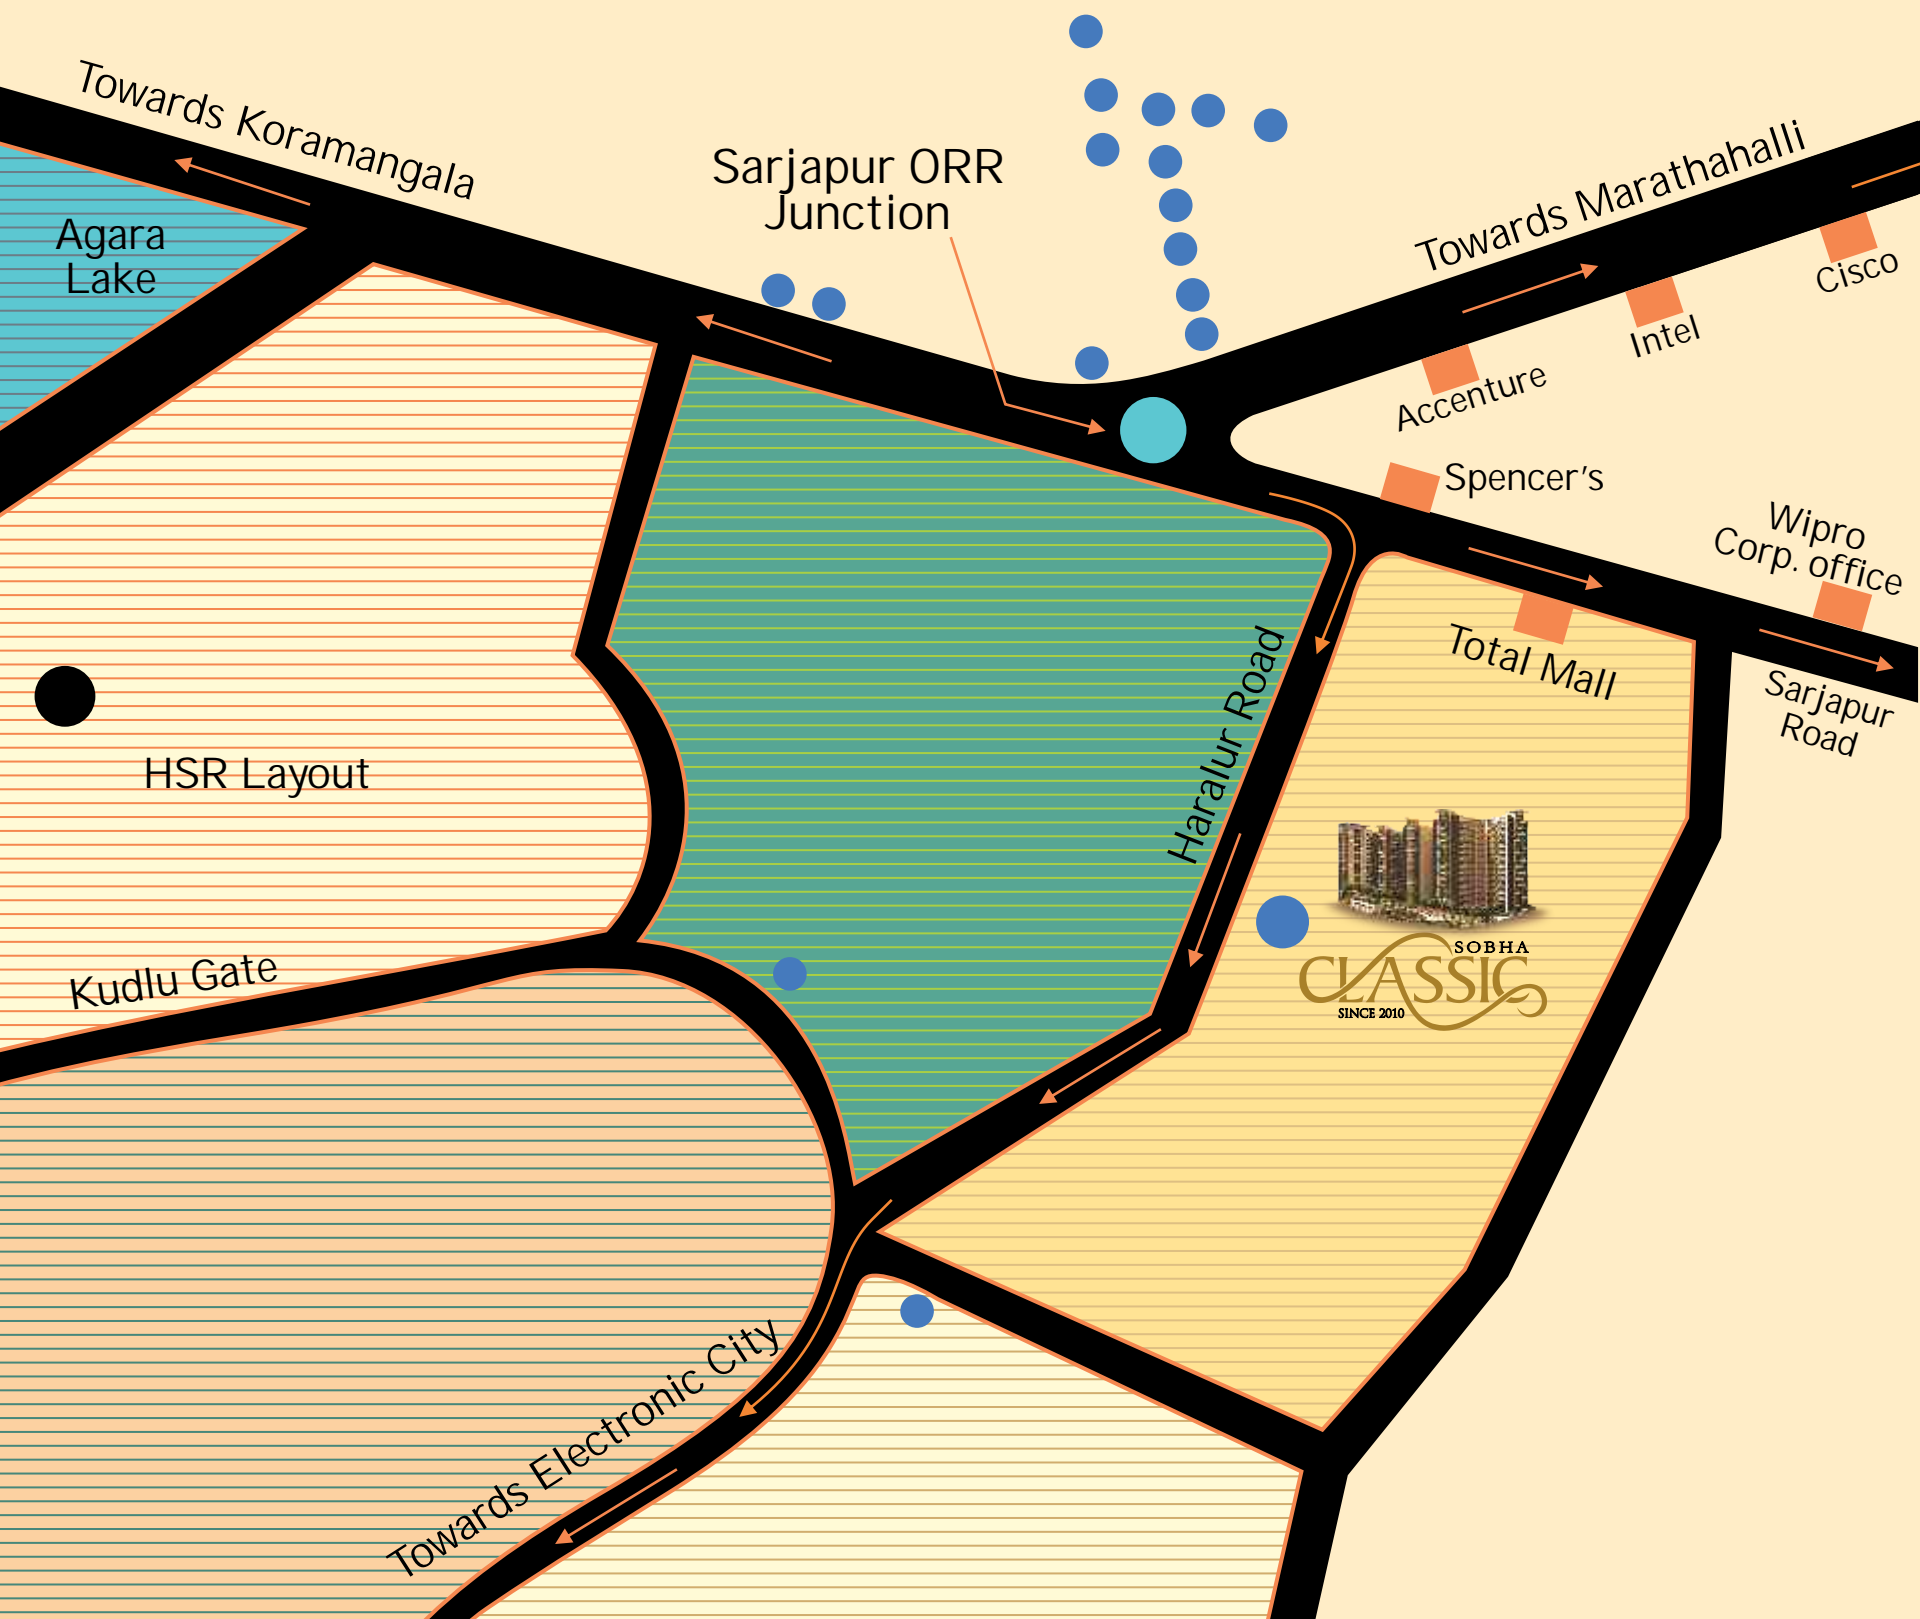 Towards Koramangala
Sarjapur ORR
Junction
Towards Marathahalli
Agara
Lake
Cisco
Intel
Accenture
Spencer's
Wipro
Corp. office
Total Mall
Sarjapur
Road
Haralur Road
HSR Layout
SOBHA
CLASSIC
SINCE 2010
Kudlu Gate
Towards Electronic City